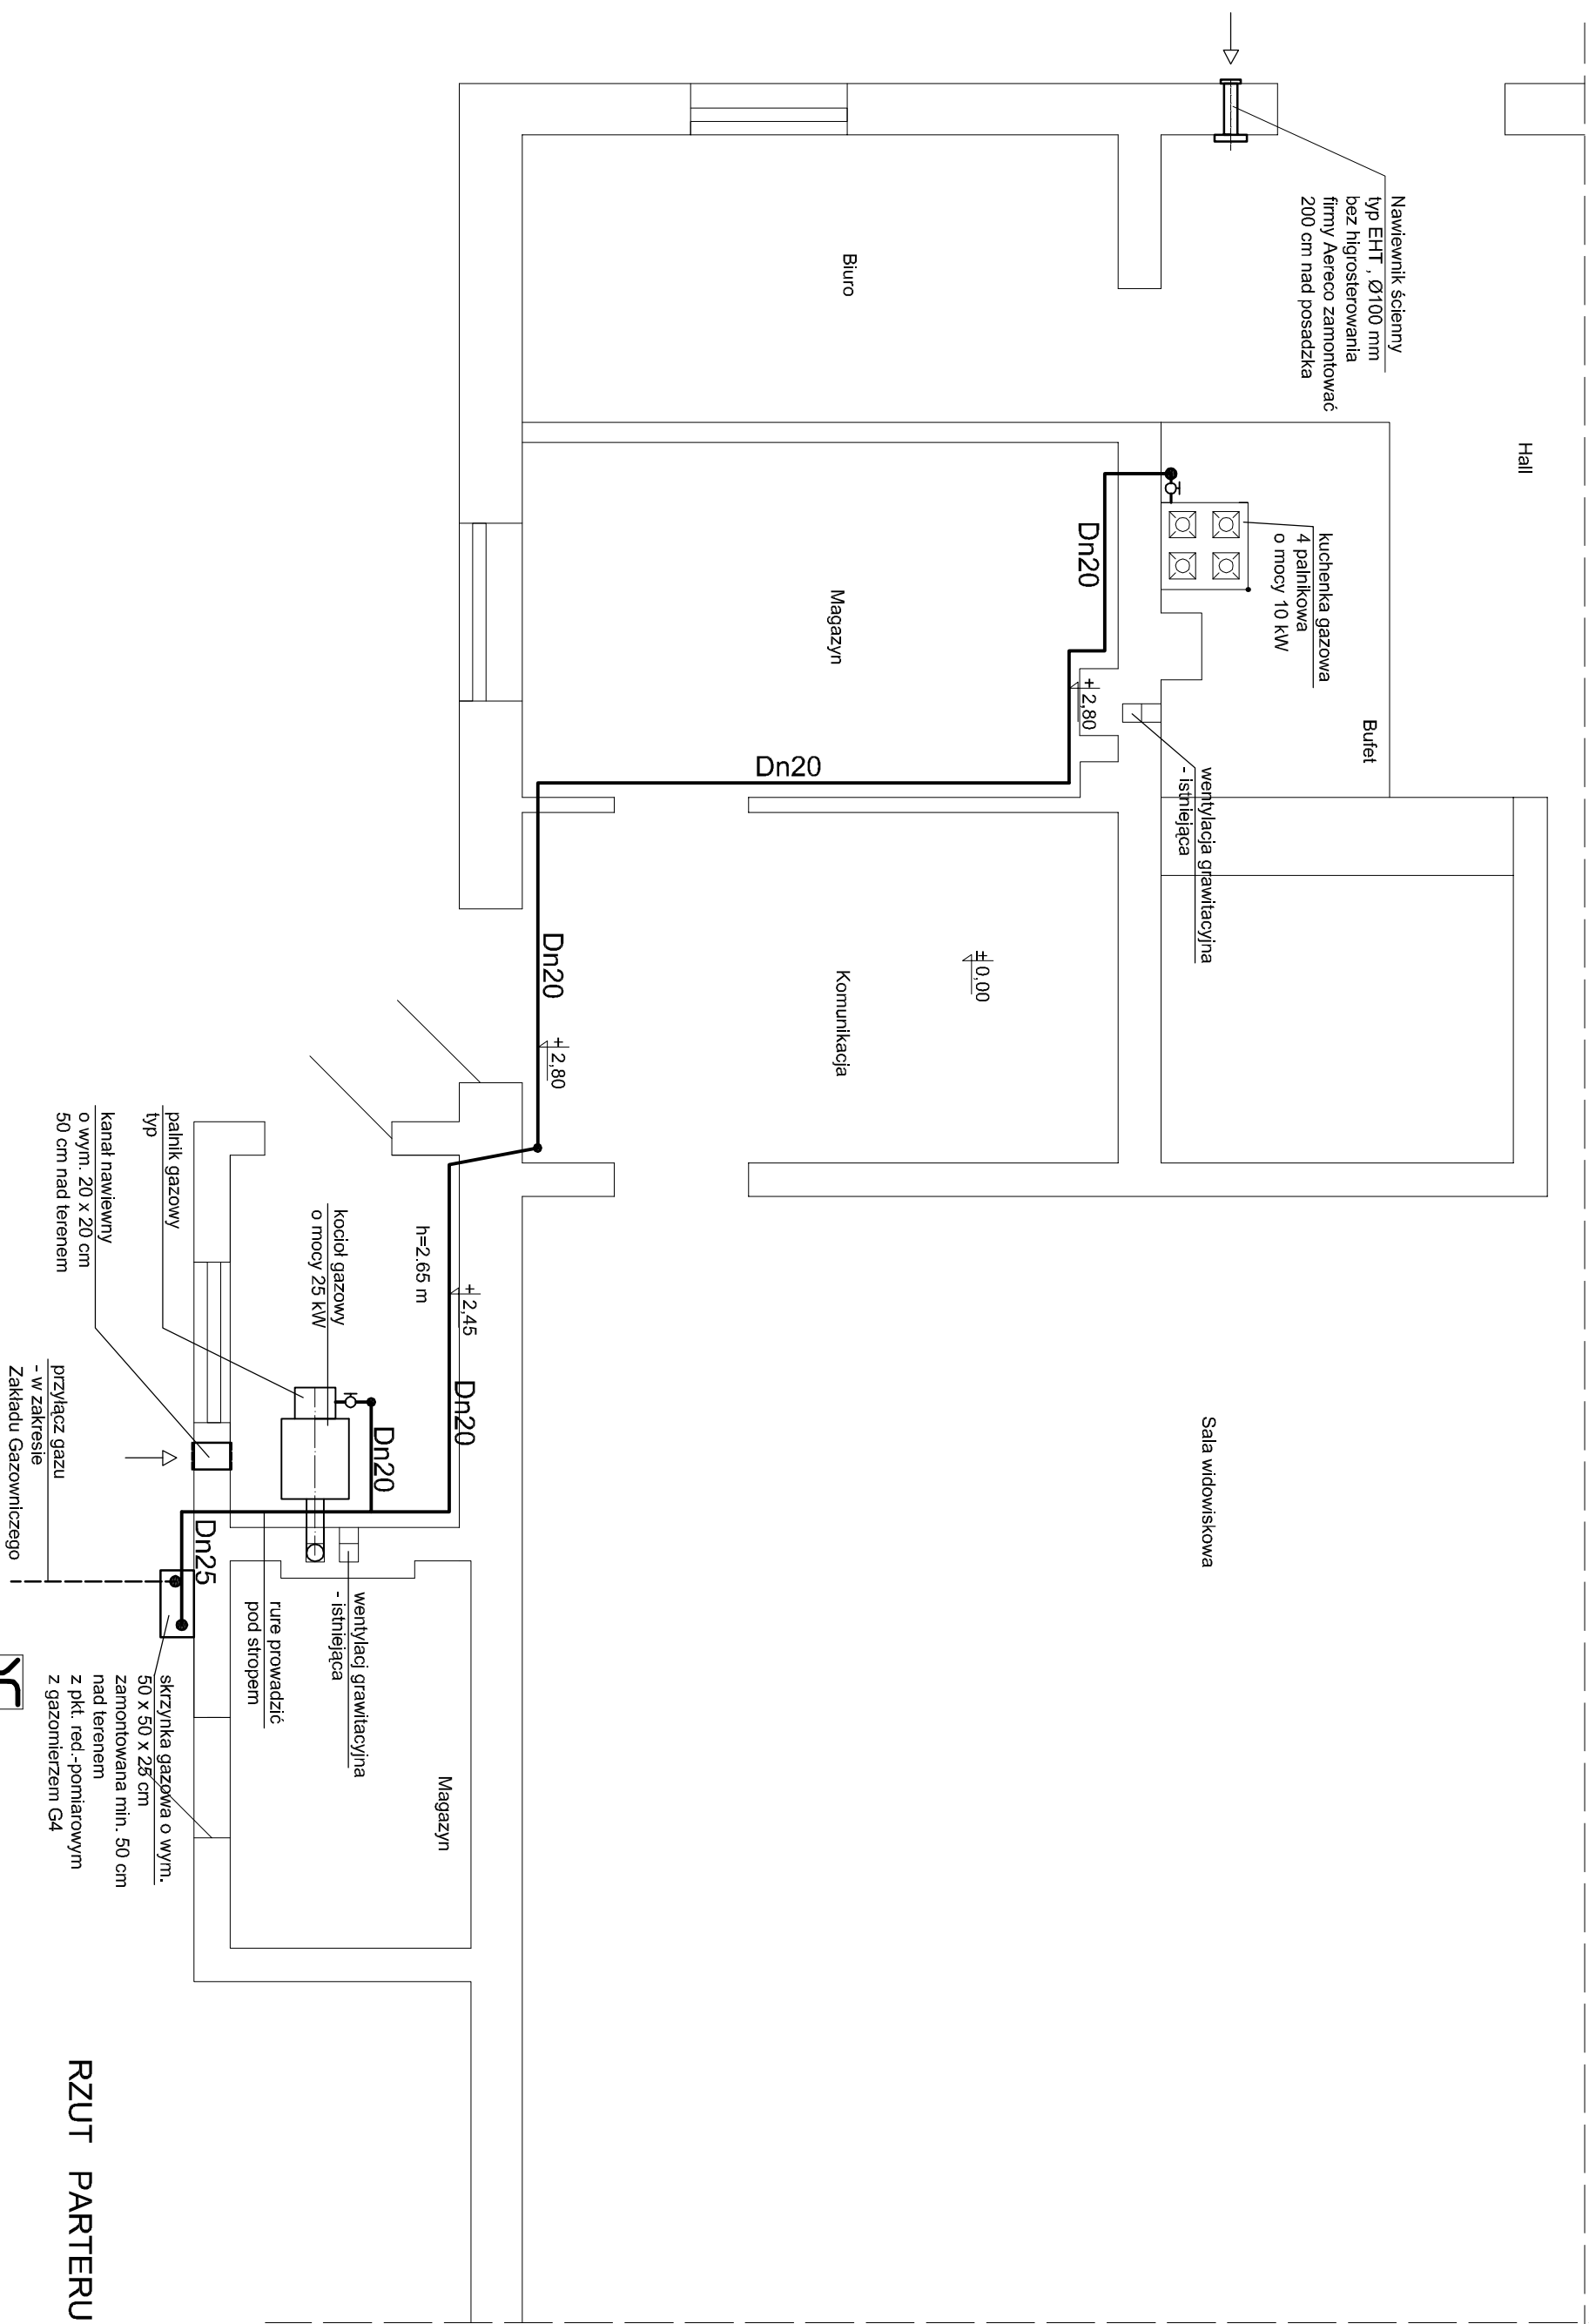 Nawiewnik ścienny
typ EHT , Ø100 mm
bez higrosterowania
firmy Aereco zamontować
200 cm nad posadzka
Hall
Biuro
kuchenka gazowa
4 palnikowa
o mocy 10 kW
Bufet
Dn20
Magazyn
+ 2,80
wentylacja grawitacyjna
- istniejąca
Dn20
± 0,00
Komunikacja
Dn20
+ 2,80
Sala widowiskowa
h=2.65 m
+ 2,45
Dn20
kocioł gazowy
o mocy 25 kW
Dn20
palnik gazowy
typ
kanał nawiewny
o wym. 20 x 20 cm
50 cm nad terenem
przyłącz gazu
- w zakresie
Zakładu Gazowniczego
Dn25
wentylacj grawitacyjna
- istniejąca
rure prowadzić
pod stropem
Magazyn
skrzynka gazowa o wym.
50 x 50 x 25 cm
zamontowana min. 50 cm
nad terenem
z pkt. red.-pomiarowym
z gazomierzem G4
RZUT PARTERU